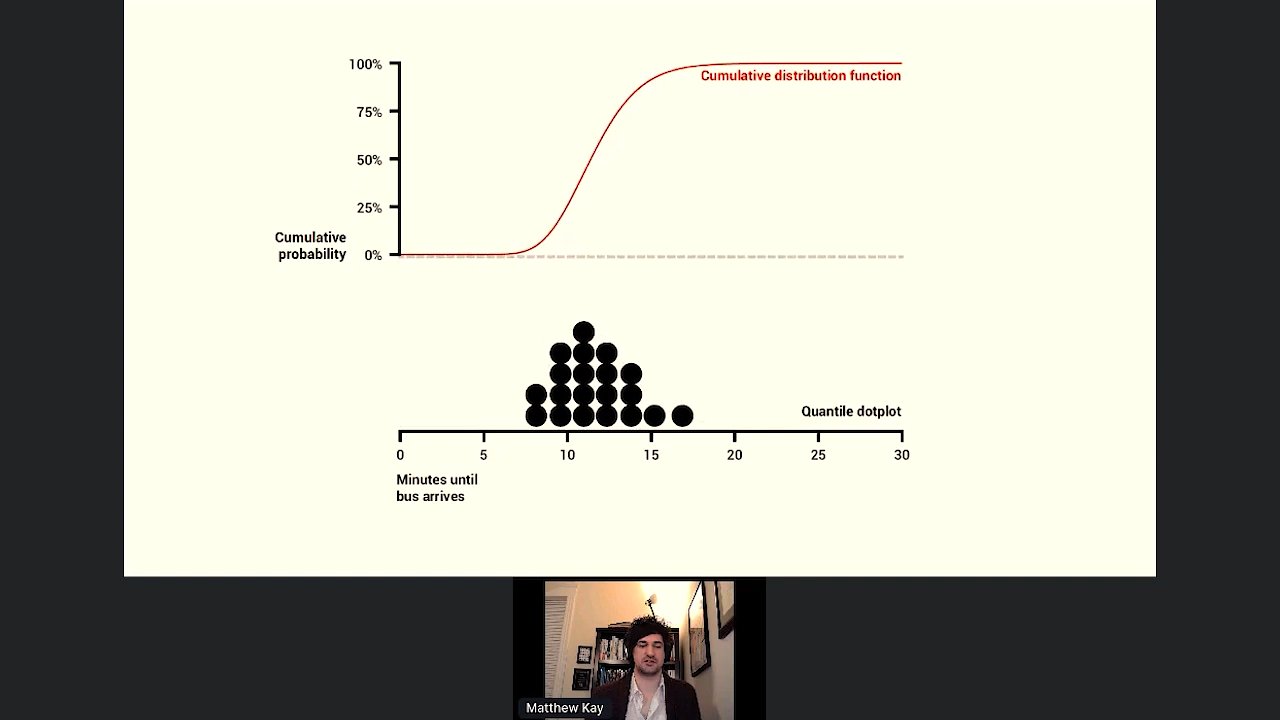 100%
Cumulative distribution function
75%
50%
25%
Cumulative
probability
0%
Quantile dotplot
0 5 10 15 20 25 30
Minutes until
bus arrives
Matthew Kay